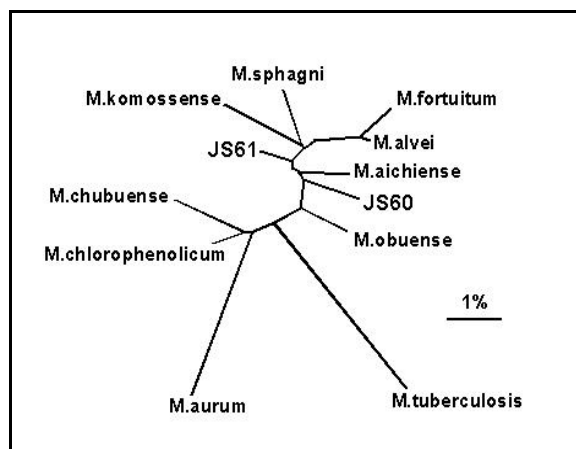 M.sphagni
M.komossense
M.fortuitum
M.alvei
JS61
M.aichiense
M.chubuense
JS60
M.obuense
M.chlorophenolicum
1%
M.aurum
M.tuberculosis